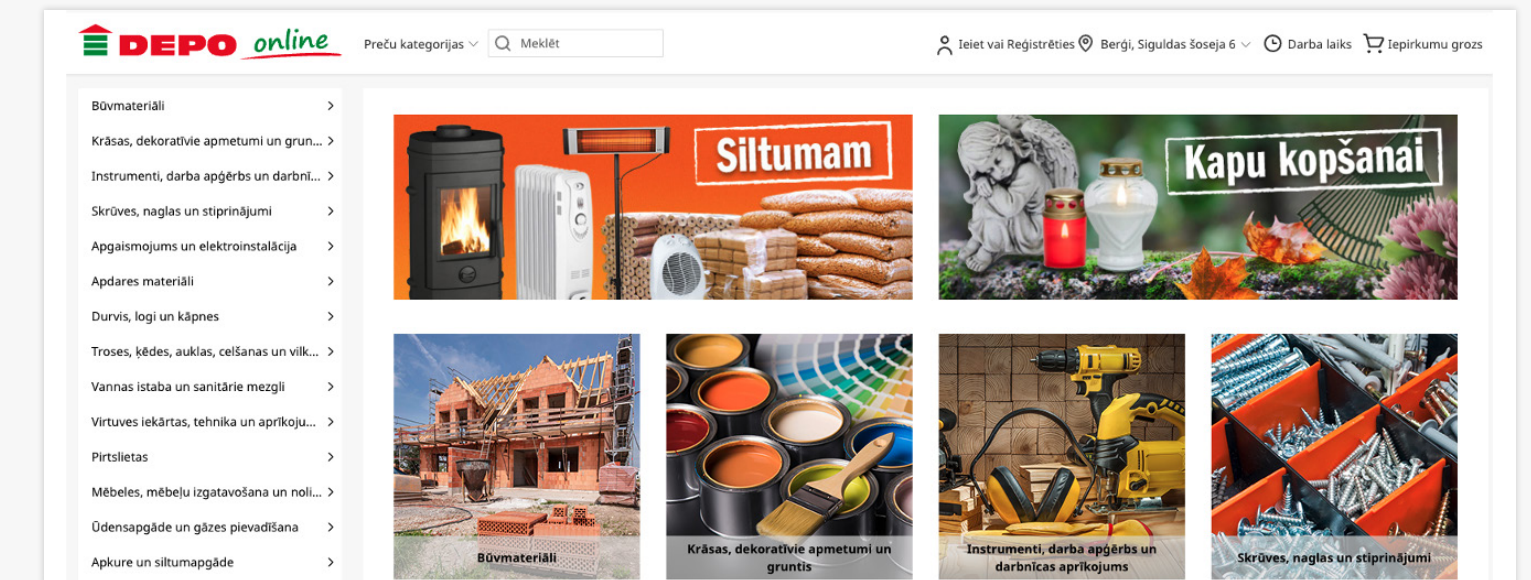 DEPO online
Preču kategorijas
Meklēt
Ieiet vai Reģistrēties
Berģi, Siguldas šoseja 6
Darba laiks
Iepirkumu grozs
Būvmateriāli
Krāsas, dekoratīvie apmetumi un grun...
Instrumenti, darba apģērbs un darbnī...
Skrūves, naglas un stiprinājumi
Apgaismojums un elektroinstalācija
Apdares materiāli
Durvis, logi un kāpnes
Troses, ķēdes, auklas, celšanas un vilk...
Vannas istaba un sanitārie mezgli
Virtuves iekārtas, tehnika un aprīkoju...
Pirtslietas
Mēbeles, mēbeļu izgatavošana un noli...
Ūdensapgāde un gāzes pievadīšana
Apkure un siltumapgāde
Siltumam
Kapu kopšanai
Būvmateriāli
Krāsas, dekoratīvie apmetumi un
gruntis
Instrumenti, darba apģērbs un
darbnīcas aprīkojums
Skrūves, naglas un stiprinājumi